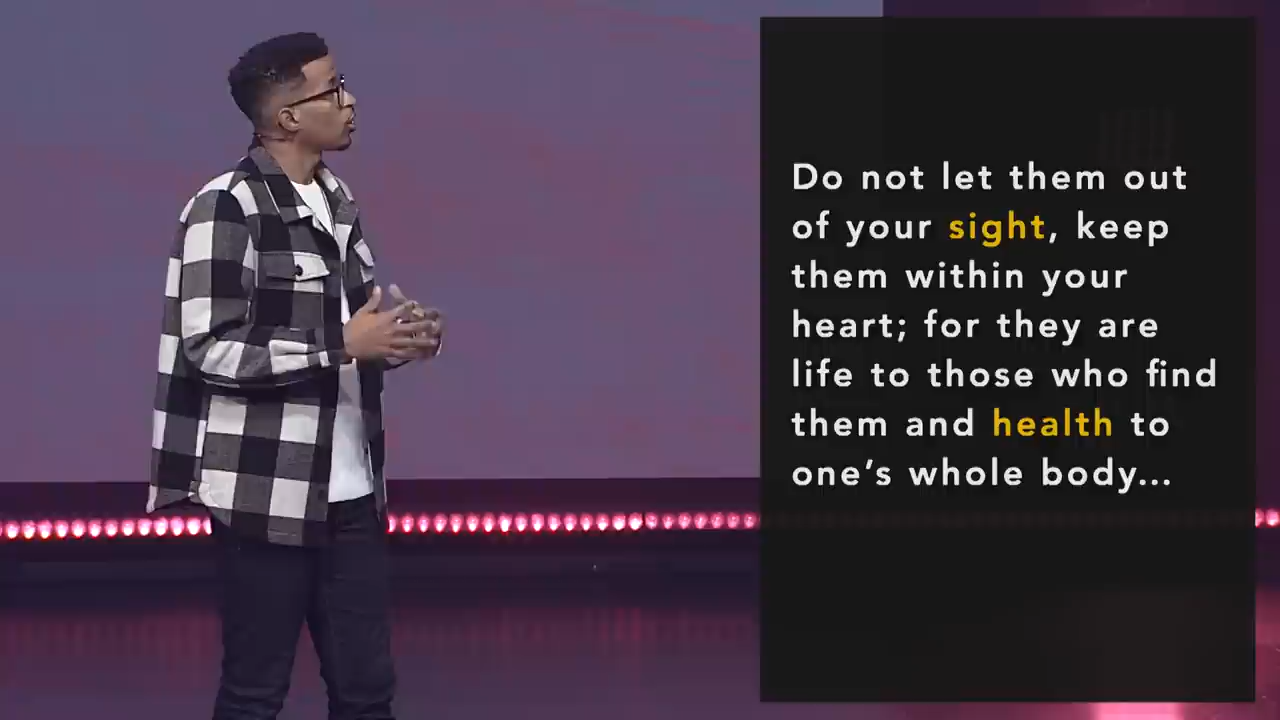 Do not let them out
of your sight, keep
them within your
heart; for they are
life to those who find
them and health to
one’s whole body...